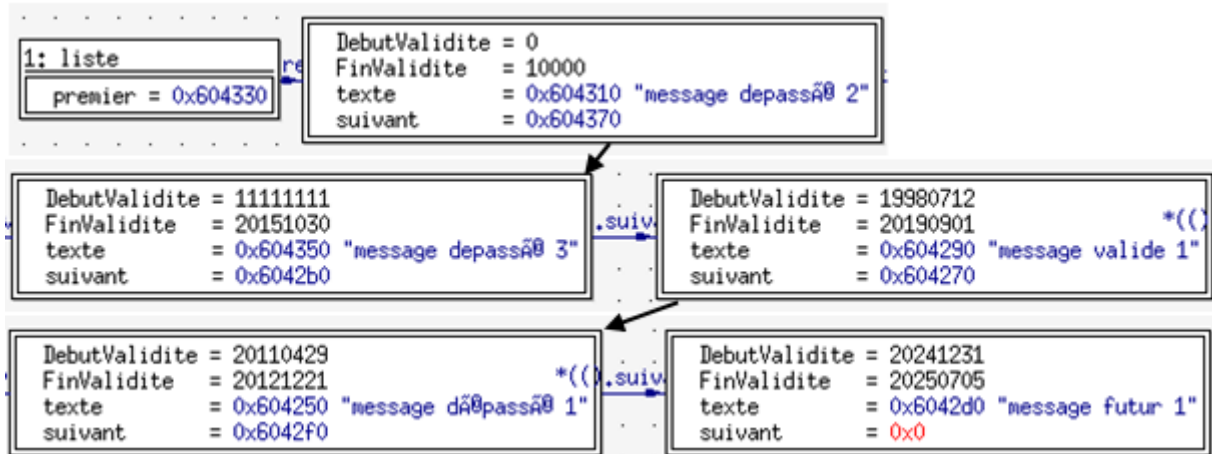 1: liste
premier = 0x604330
re
DebutValidite = 0
FinValidite = 10000
texte = 0x604310 "message depassÃ® 2"
suivant = 0x604370
DebutValidite = 11111111
FinValidite = 20151030
texte = 0x604350 "message depassÃ® 3"
suivant = 0x6042b0
.suiv
DebutValidite = 19980712
FinValidite = 20190901
*(()
texte = 0x604290 "message valide 1"
suivant = 0x604270
DebutValidite = 20110429
FinValidite = 20121221
*(()
texte = 0x604250 "message dÃ®passÃ® 1"
suivant = 0x6042f0
.suiv
DebutValidite = 20241231
FinValidite = 20250705
texte = 0x6042d0 "message futur 1"
suivant = 0x0